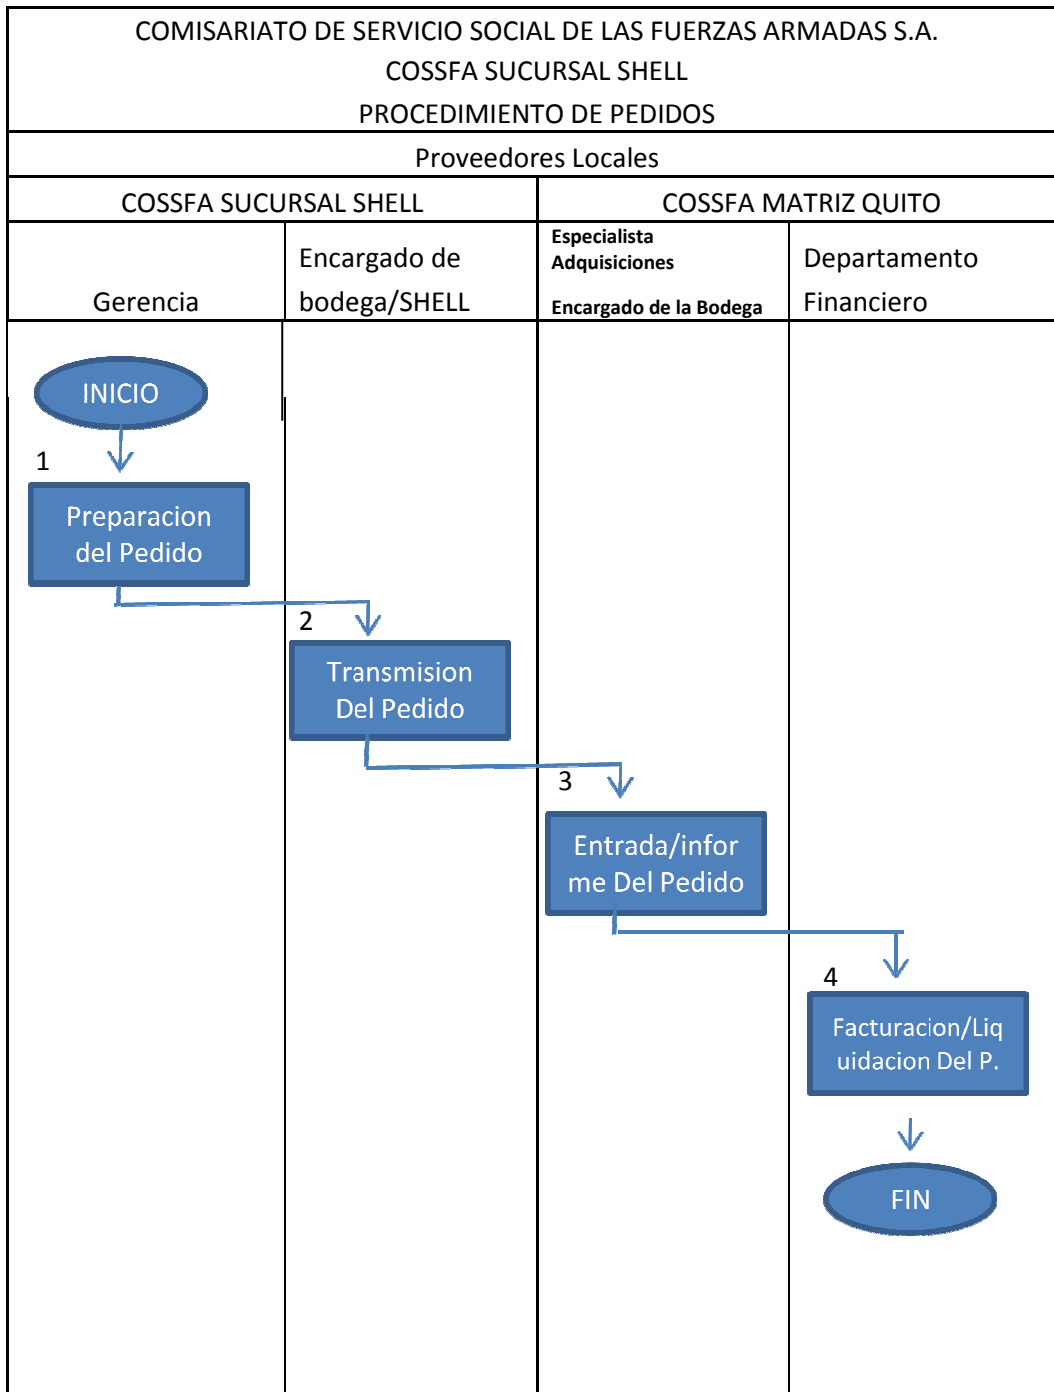 COMISARIATO DE SERVICIO SOCIAL DE LAS FUERZAS ARMADAS S.A.
COSSFA SUCURSAL SHELL
PROCEDIMIENTO DE PEDIDOS
Proveedores Locales
COSSFA SUCURSAL SHELL
COSSFA MATRIZ QUITO
Gerencia
Encargado de
bodega/SHELL
Especialista
Adquisiciones
Encargado de la Bodega
Departamento
Financiero
INICIO
1
Preparacion
del Pedido
2
Transmision
Del Pedido
3
Entrada/infor
me Del Pedido
4
Facturacion/Liq
uidacion Del P.
FIN